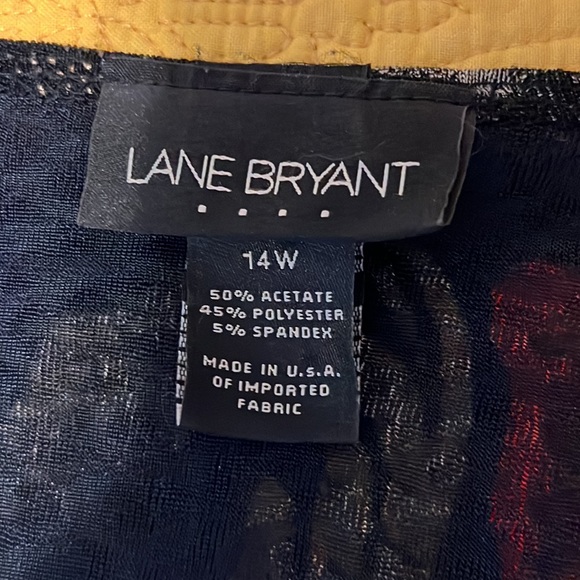 LANE BRYANT
14W
50% ACETATE
45% POLYESTER
5% SPANDEX
MADE IN U.S.A.
OF IMPORTED
FABRIC